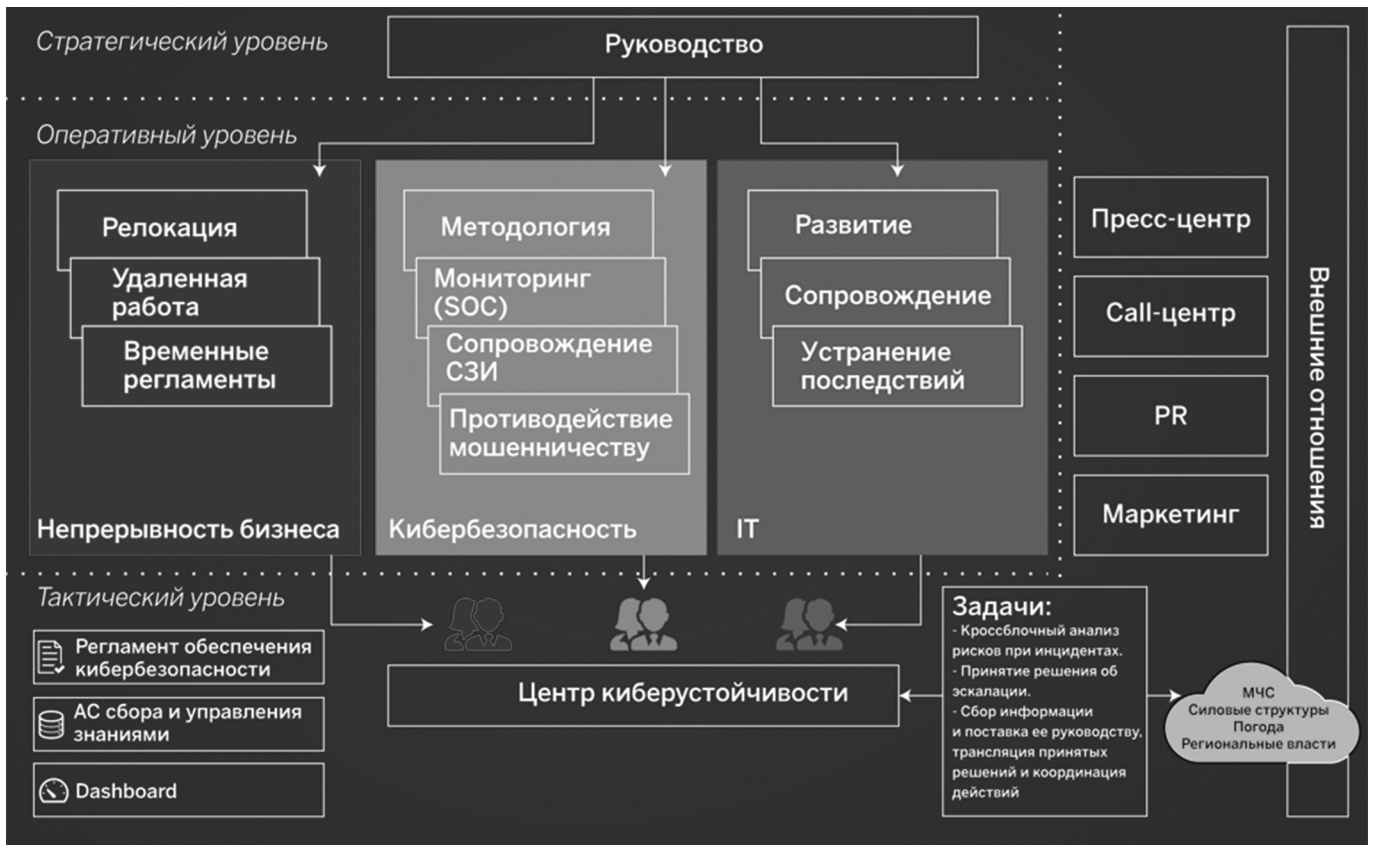 Стратегический уровень
Руководство
Оперативный уровень
Релокация
Удаленная
работа
Временные
регламенты
Непрерывность бизнеса
Методология
Мониторинг
(SOC)
Сопровождение
СЗИ
Противодействие
мошенничеству
Кибербезопасность
Развитие
Сопровождение
Устранение
последствий
IT
Пресс-центр
Call-центр
PR
Маркетинг
Внешние отношения
Тактический уровень
Регламент обеспечения
кибербезопасности
АС сбора и управления
знаниями
Dashboard
Центр киберустойчивости
Задачи:
- Кроссблочный анализ
рисков при инцидентах.
- Принятие решения об
эскалации.
- Сбор информации
и поставка ее руководству,
трансляция принятых
решений и координация
действий
МЧС
Силовые структуры
Погода
Региональные власти